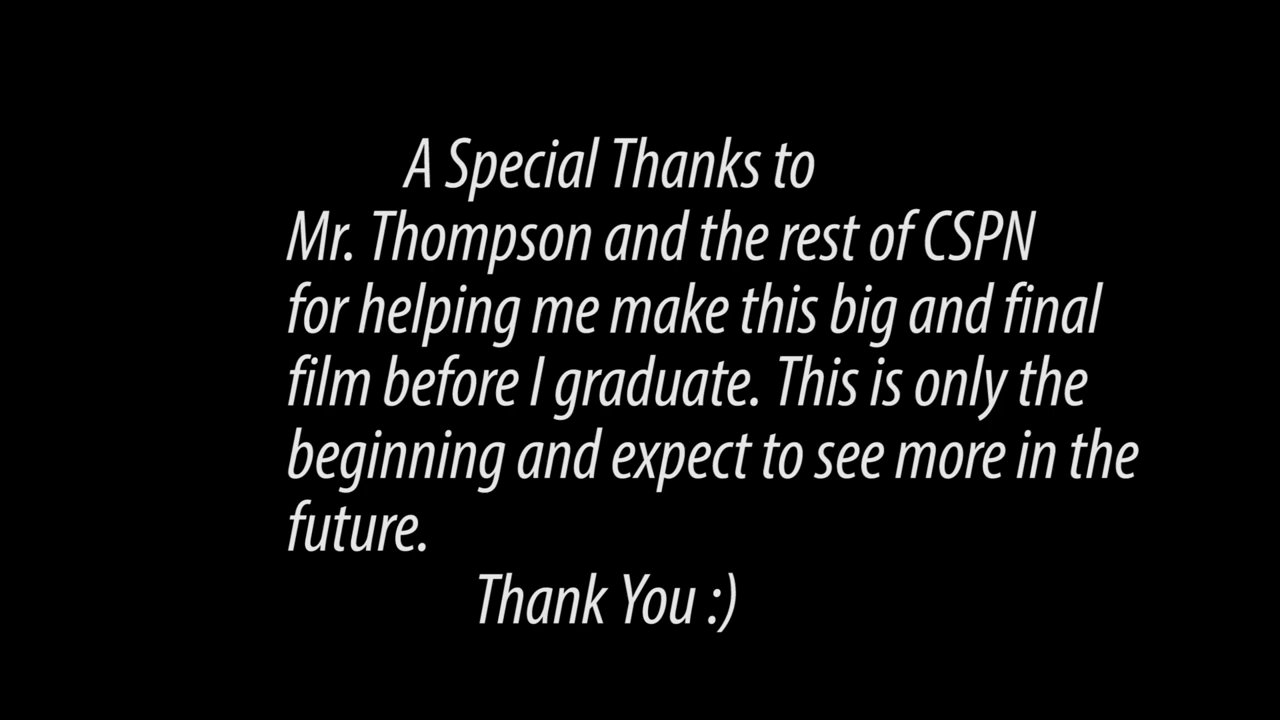 A Special Thanks to
Mr. Thompson and the rest of CSPN
for helping me make this big and final
film before I graduate. This is only the
beginning and expect to see more in the
future.
Thank You :)